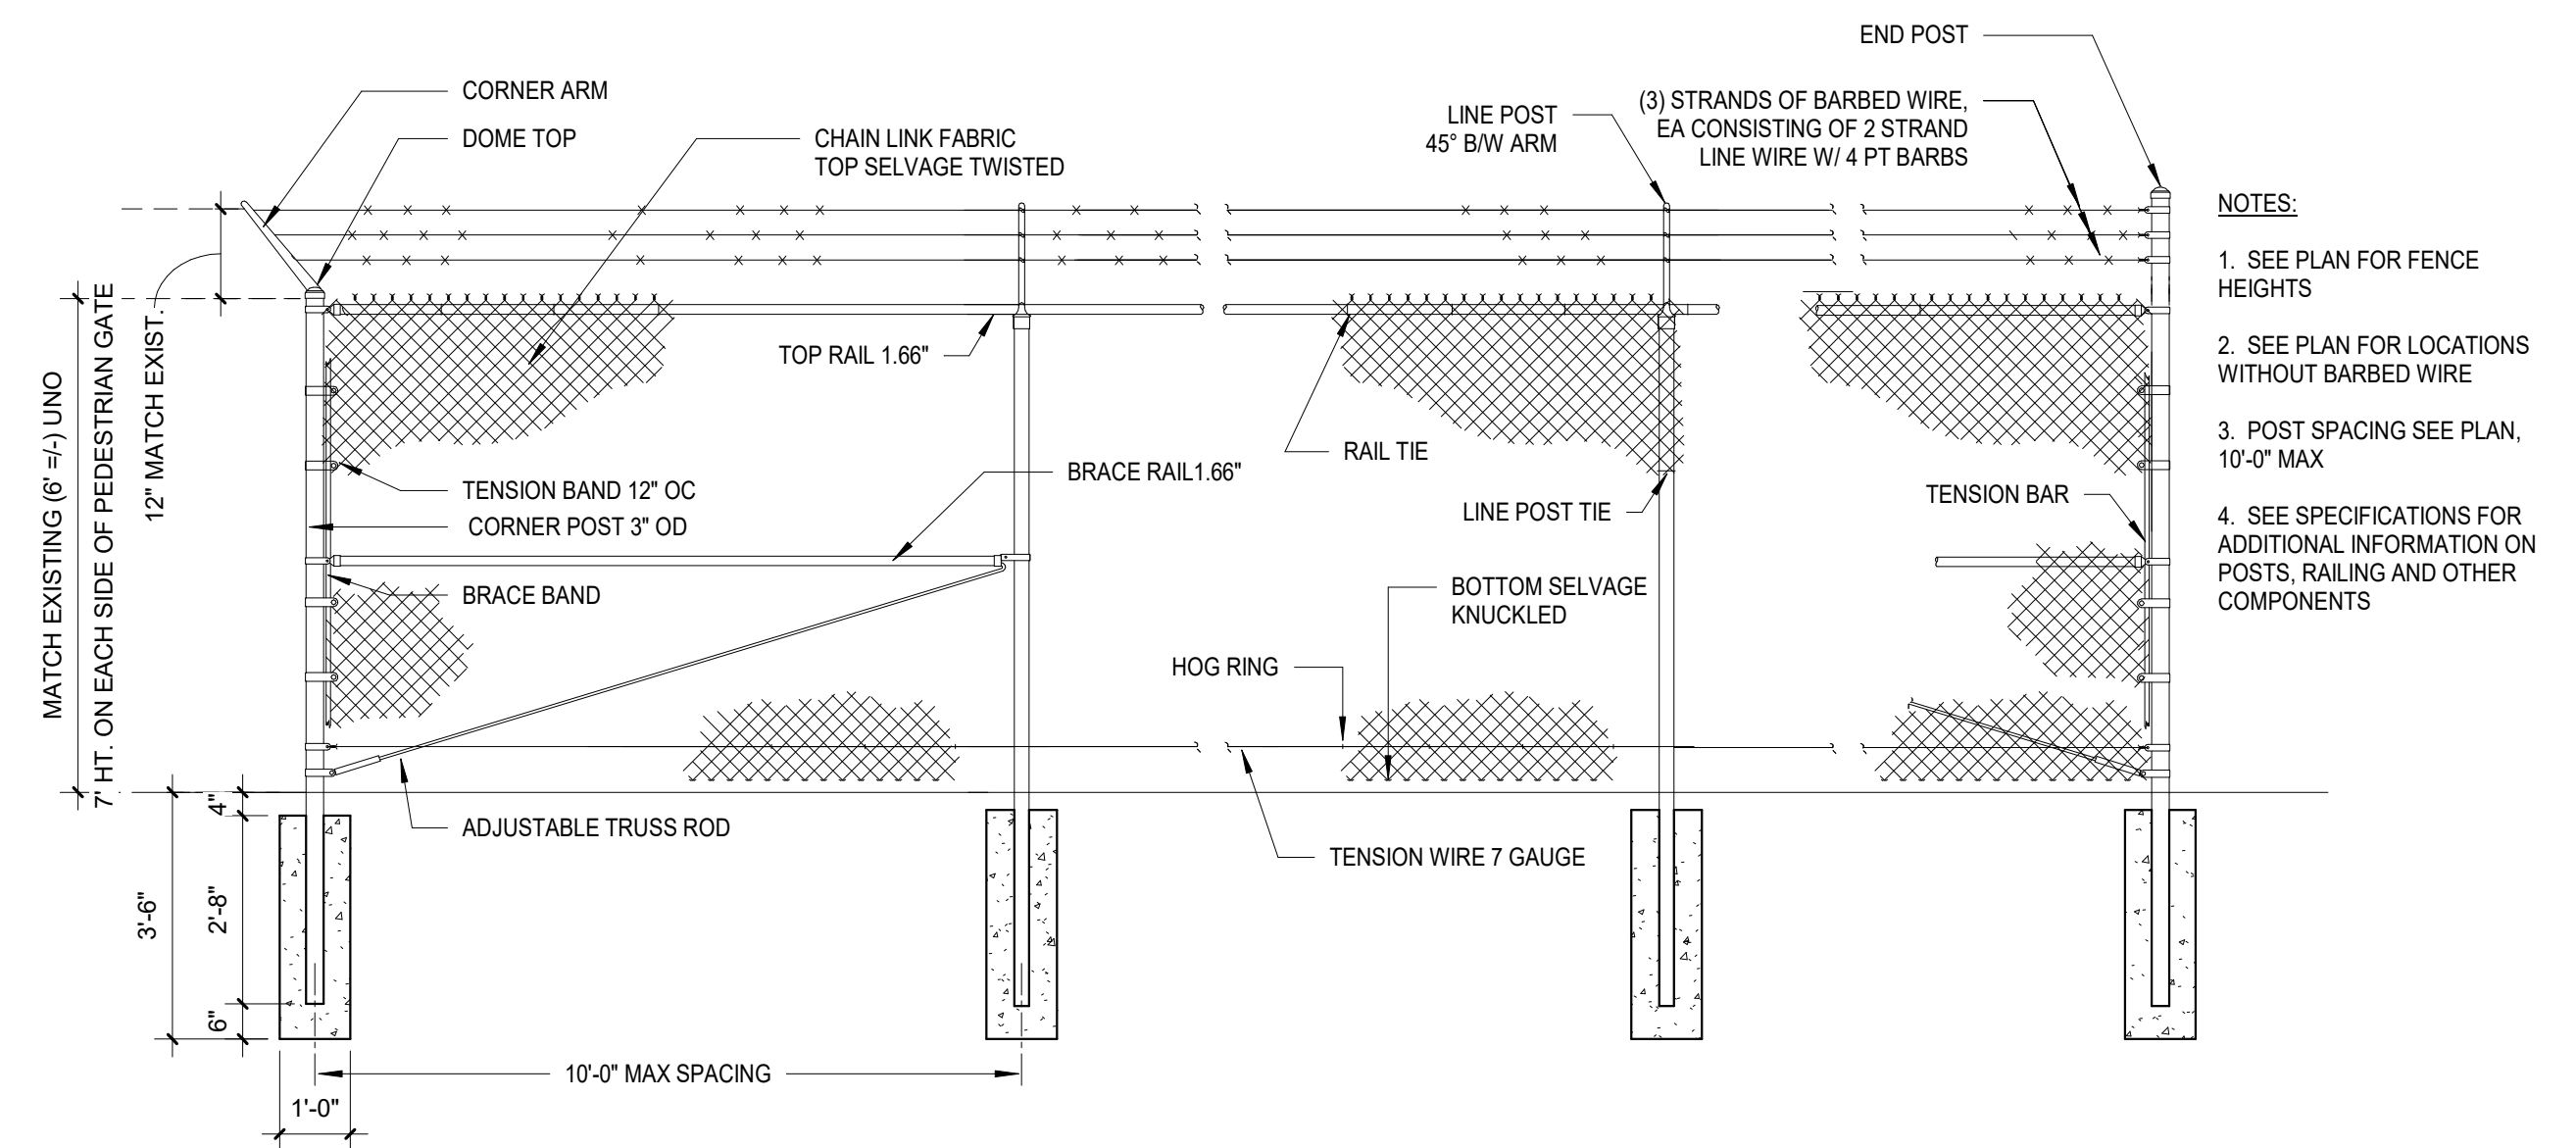 END POST
CORNER ARM
DOME TOP
CHAIN LINK FABRIC
TOP SELVAGE TWISTED
LINE POST
45° B/W ARM
(3) STRANDS OF BARBED WIRE,
EA CONSISTING OF 2 STRAND
LINE WIRE W/ 4 PT BARBS
NOTES:
1. SEE PLAN FOR FENCE
HEIGHTS
2. SEE PLAN FOR LOCATIONS
WITHOUT BARBED WIRE
3. POST SPACING SEE PLAN,
10'-0" MAX
4. SEE SPECIFICATIONS FOR
ADDITIONAL INFORMATION ON
POSTS, RAILING AND OTHER
COMPONENTS
MATCH EXISTING (6' =/-) UNO
7' HT. ON EACH SIDE OF PEDESTRIAN GATE
12" MATCH EXIST.
TOP RAIL 1.66"
RAIL TIE
BRACE RAIL1.66"
TENSION BAND 12" OC
CORNER POST 3" OD
LINE POST TIE
TENSION BAR
BRACE BAND
BOTTOM SELVAGE
KNUCKLED
HOG RING
ADJUSTABLE TRUSS ROD
TENSION WIRE 7 GAUGE
4"
2'-8"
3'-6"
6"
10'-0" MAX SPACING
1'-0"